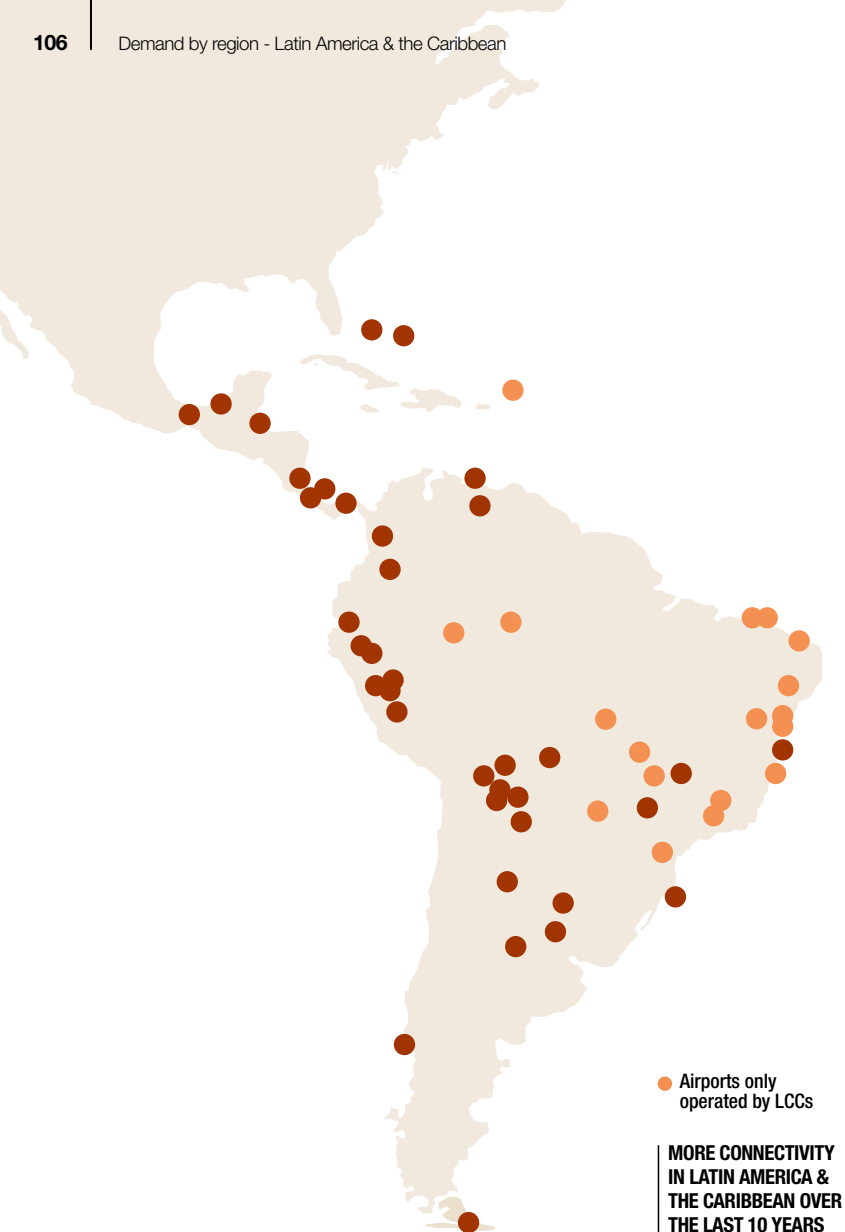 106 Demand by region - Latin America & the Caribbean
Airports only
operated by LCCs
MORE CONNECTIVITY
IN LATIN AMERICA &
THE CARIBBEAN OVER
THE LAST 10 YEARS